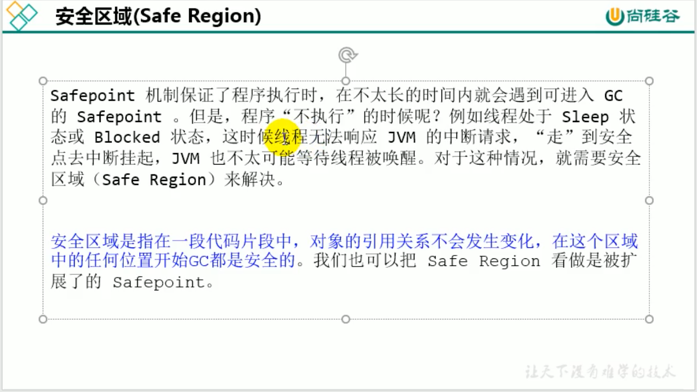 安全区域(Safe Region)
尚硅谷
Safepoint 机制保证了程序执行时，在不太长的时间内就会遇到可进入 GC
的 Safepoint 。但是，程序“不执行”的时候呢？例如线程处于 Sleep 状
态或 Blocked 状态，这时候线程无法响应 JVM 的中断请求，“走”到安全
点去中断挂起，JVM 也不太可能等待线程被唤醒。对于这种情况，就需要安全
区域（Safe Region）来解决。
安全区域是指在一段代码片段中，对象的引用关系不会发生变化，在这个区域
中的任何位置开始GC都是安全的。我们也可以把 Safe Region 看做是被扩
展了的 Safepoint。
让天下没有难学的技术